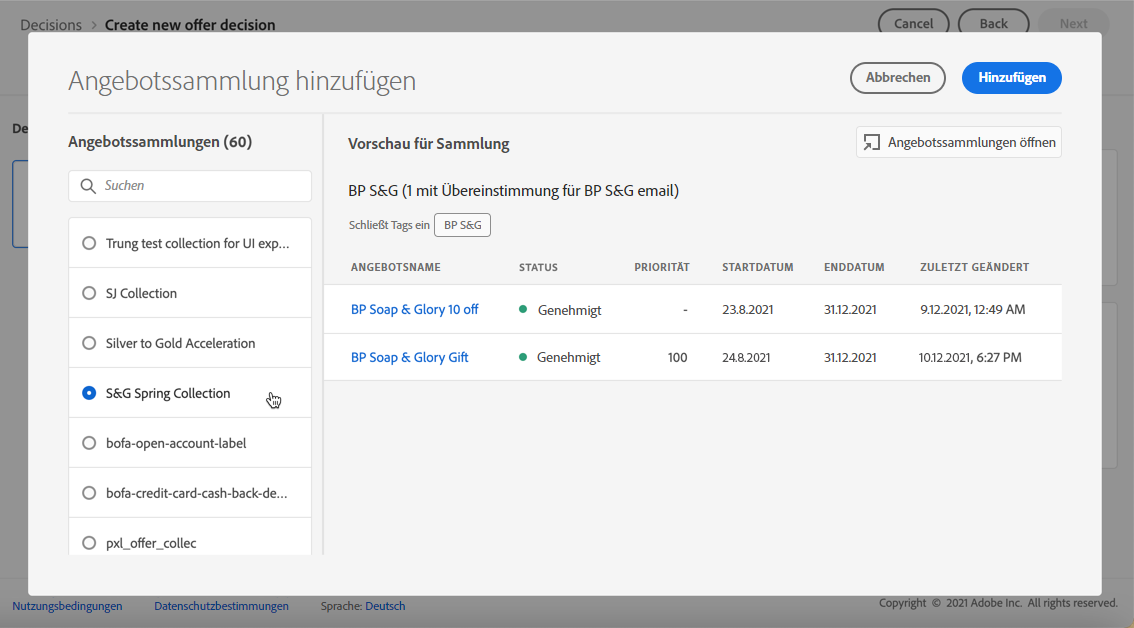 Decisions > Create new offer decision
Cancel
Back
Next
De
Angebotssammlung hinzufügen
Abbrechen
Hinzufügen
Angebotssammlungen (60)
Suchen
Trung test collection for UI exp...
SJ Collection
Silver to Gold Acceleration
S&G Spring Collection
bofa-open-account-label
bofa-credit-card-cash-back-de...
pxl_offer_collec
Vorschau für Sammlung
Angebotssammlungen öffnen
BP S&G (1 mit Übereinstimmung für BP S&G email)
Schließt Tags ein BP S&G
ANGEBOTSNAME STATUS PRIORITÄT STARTDATUM ENDDATUM ZULETZT GEÄNDERT
BP Soap & Glory 10 off Genehmigt - 23.8.2021 31.12.2021 9.12.2021, 12:49 AM
BP Soap & Glory Gift Genehmigt 100 24.8.2021 31.12.2021 10.12.2021, 6:27 PM
Nutzungsbedingungen Datenschutzbestimmungen Sprache: Deutsch
Copyright © 2021 Adobe Inc. All rights reserved.